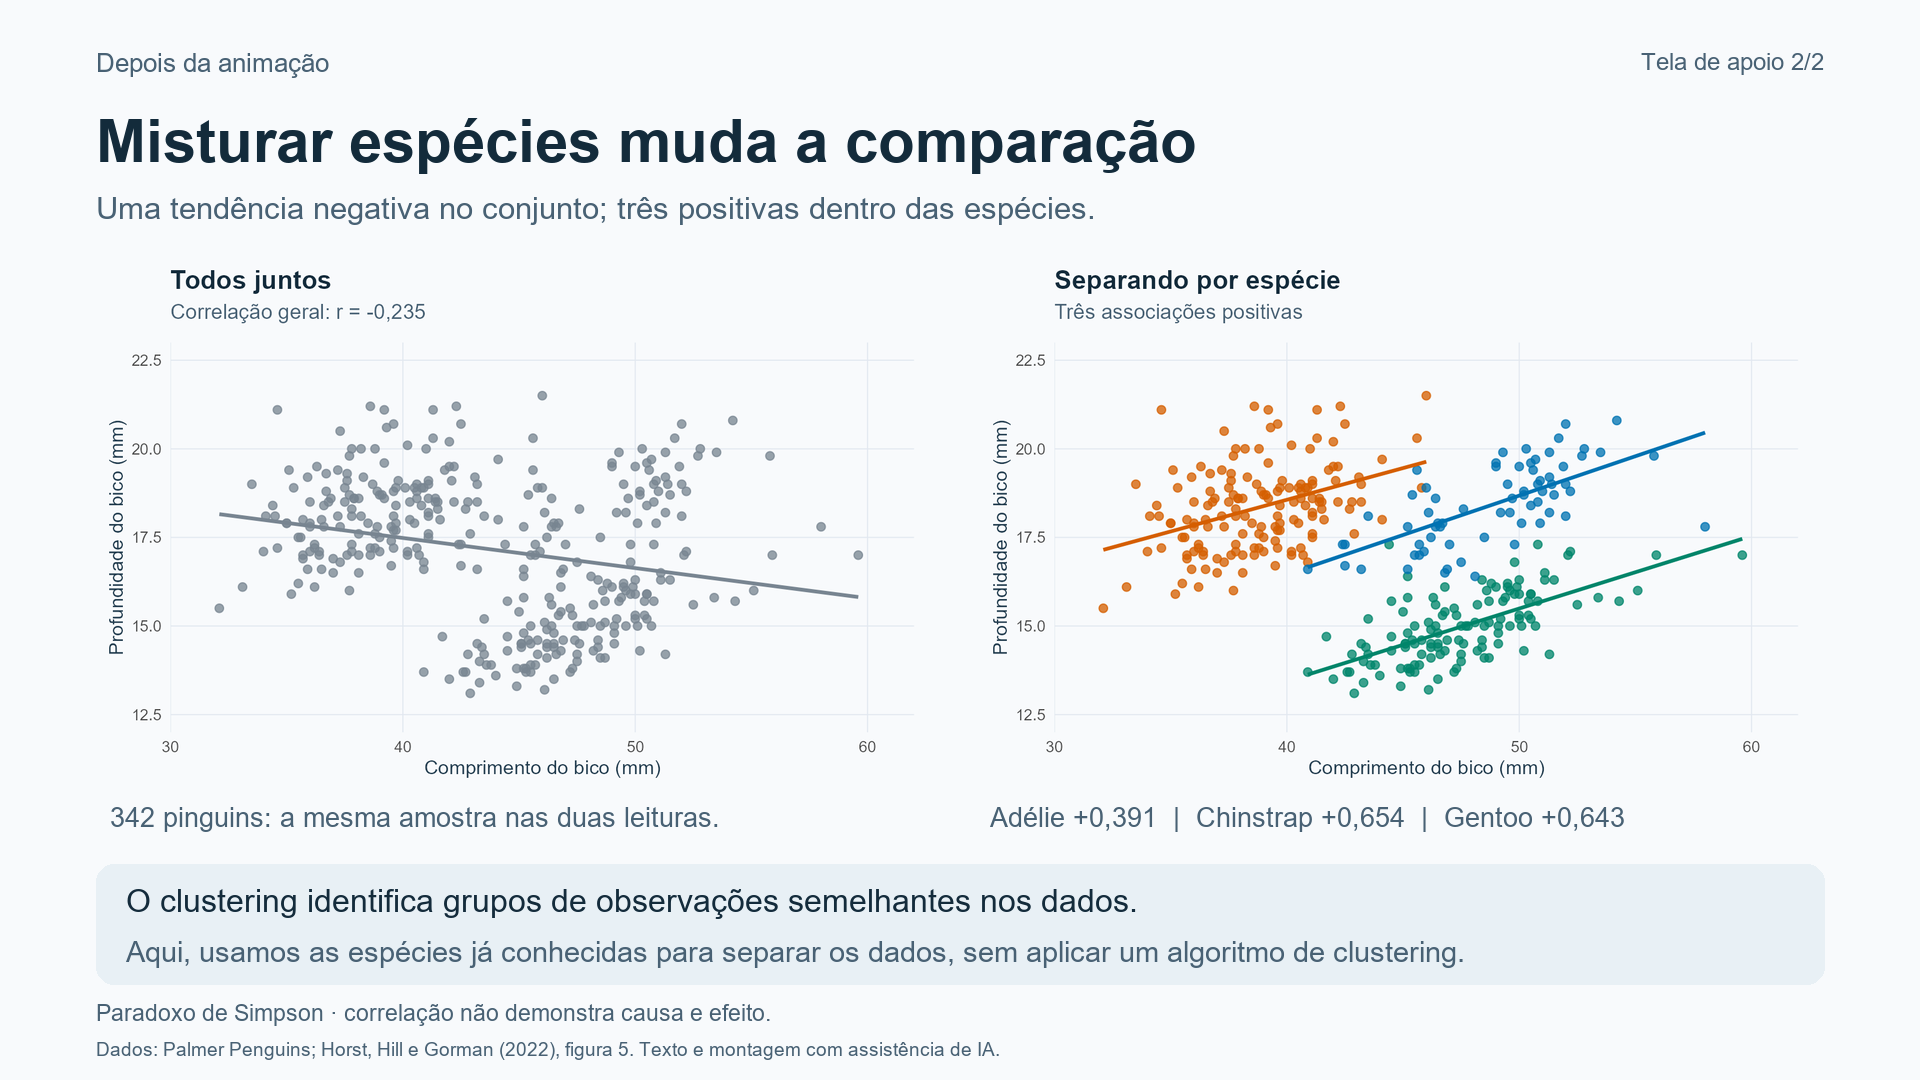 Depois da animação
Tela de apoio 2/2
Misturar espécies muda a comparação
Uma tendência negativa no conjunto; três positivas dentro das espécies.
Todos juntos
Correlação geral: r = -0,235
22.5
20.0
17.5
15.0
12.5
Profundidade do bico (mm)
30 40 50 60
Comprimento do bico (mm)
342 pinguins: a mesma amostra nas duas leituras.
Separando por espécie
Três associações positivas
22.5
20.0
17.5
15.0
12.5
Profundidade do bico (mm)
30 40 50 60
Comprimento do bico (mm)
Adélie +0,391 | Chinstrap +0,654 | Gentoo +0,643
O clustering identifica grupos de observações semelhantes nos dados.
Aqui, usamos as espécies já conhecidas para separar os dados, sem aplicar um algoritmo de clustering.
Paradoxo de Simpson · correlação não demonstra causa e efeito.
Dados: Palmer Penguins; Horst, Hill e Gorman (2022), figura 5. Texto e montagem com assistência de IA.